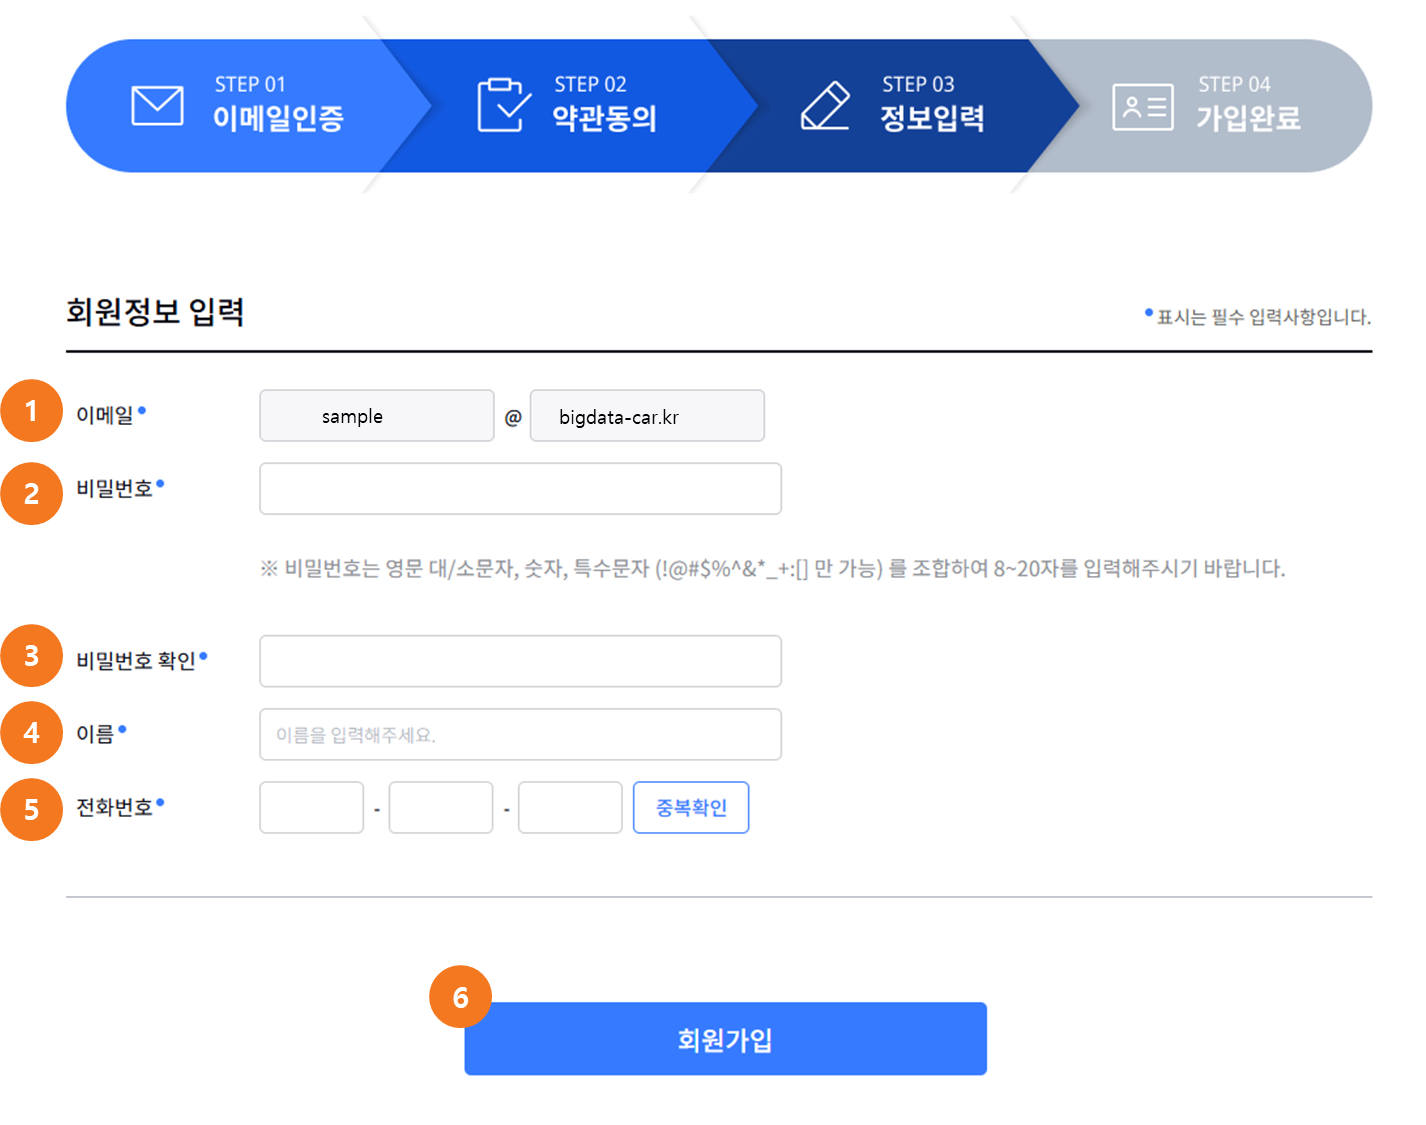 STEP 01
이메일인증
STEP 02
약관동의
STEP 03
정보입력
STEP 04
가입완료
회원정보 입력
표시는 필수 입력사항입니다.
1 이메일 sample @ bigdata-car.kr
2 비밀번호
※ 비밀번호는 영문 대/소문자, 숫자, 특수문자 (!@#$%^&*_+:[] 만 가능) 를 조합하여 8~20자를 입력해주시기 바랍니다.
3 비밀번호 확인
4 이름 이름을 입력해주세요.
5 전화번호 - - 중복확인
6
회원가입